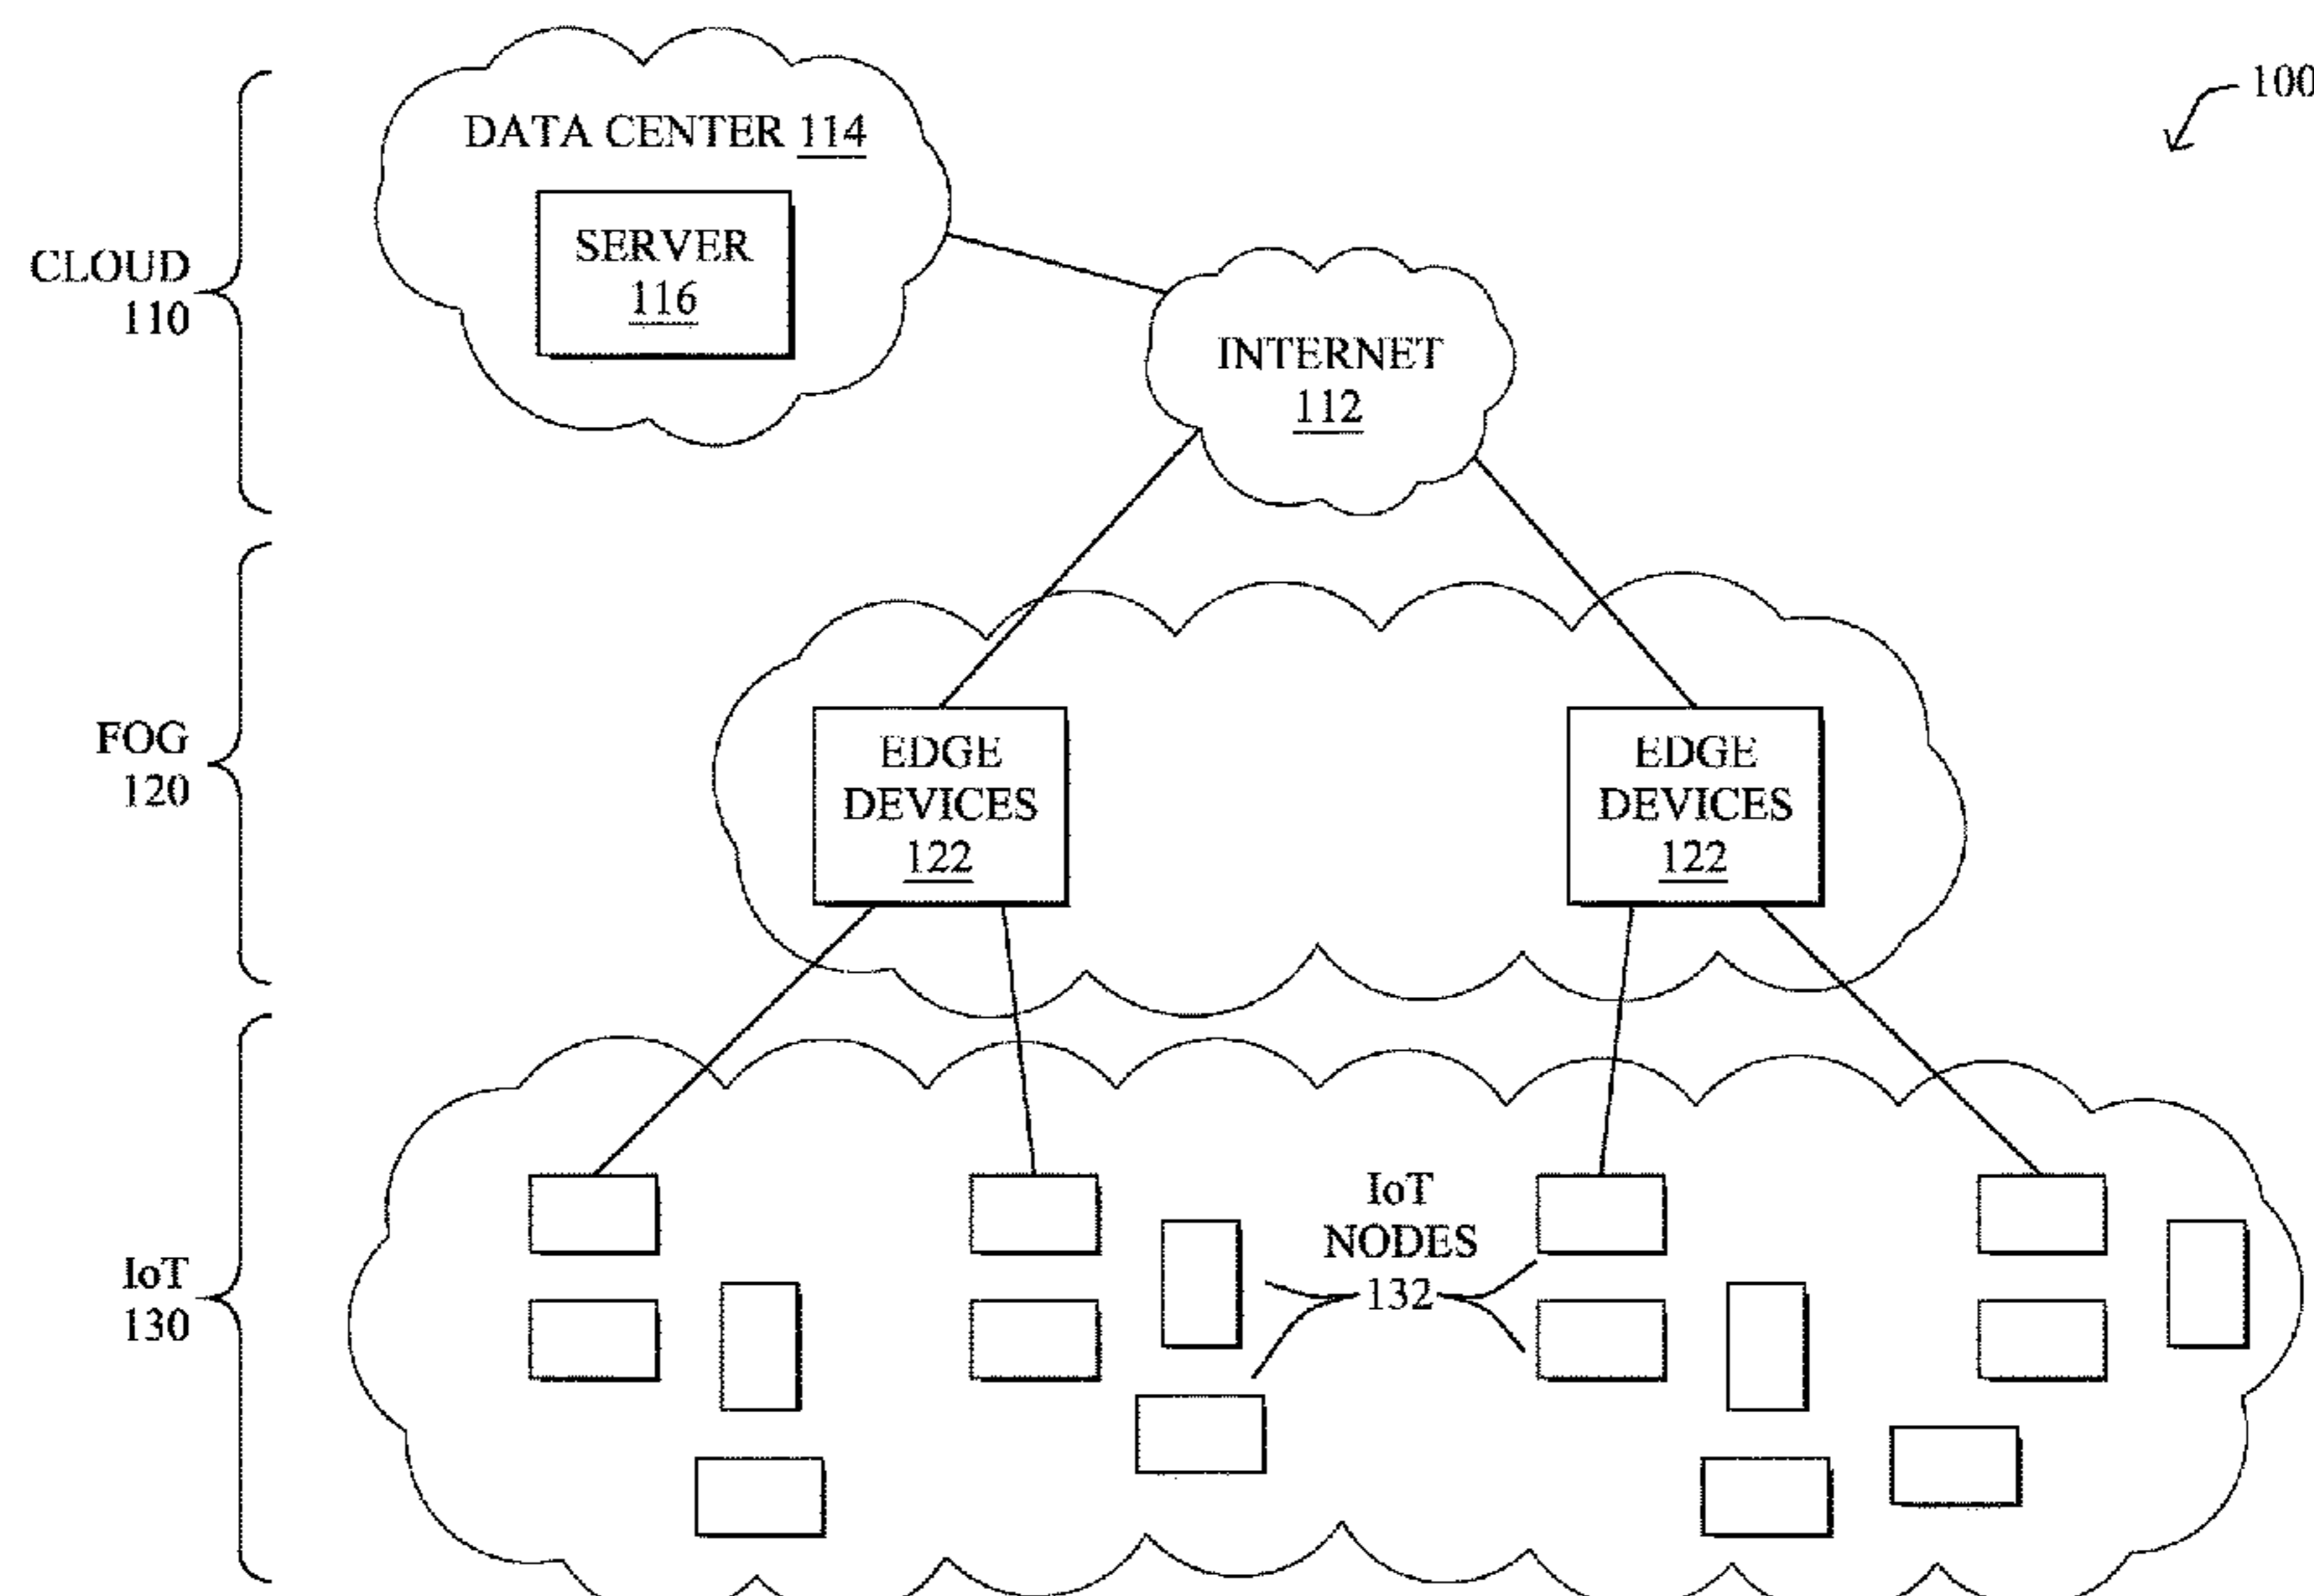 100
DATA CENTER 114
SERVER
116
CLOUD
110
INTERNET
112
FOG
120
EDGE
DEVICES
122
EDGE
DEVICES
122
IoT
130
IoT
NODES
132